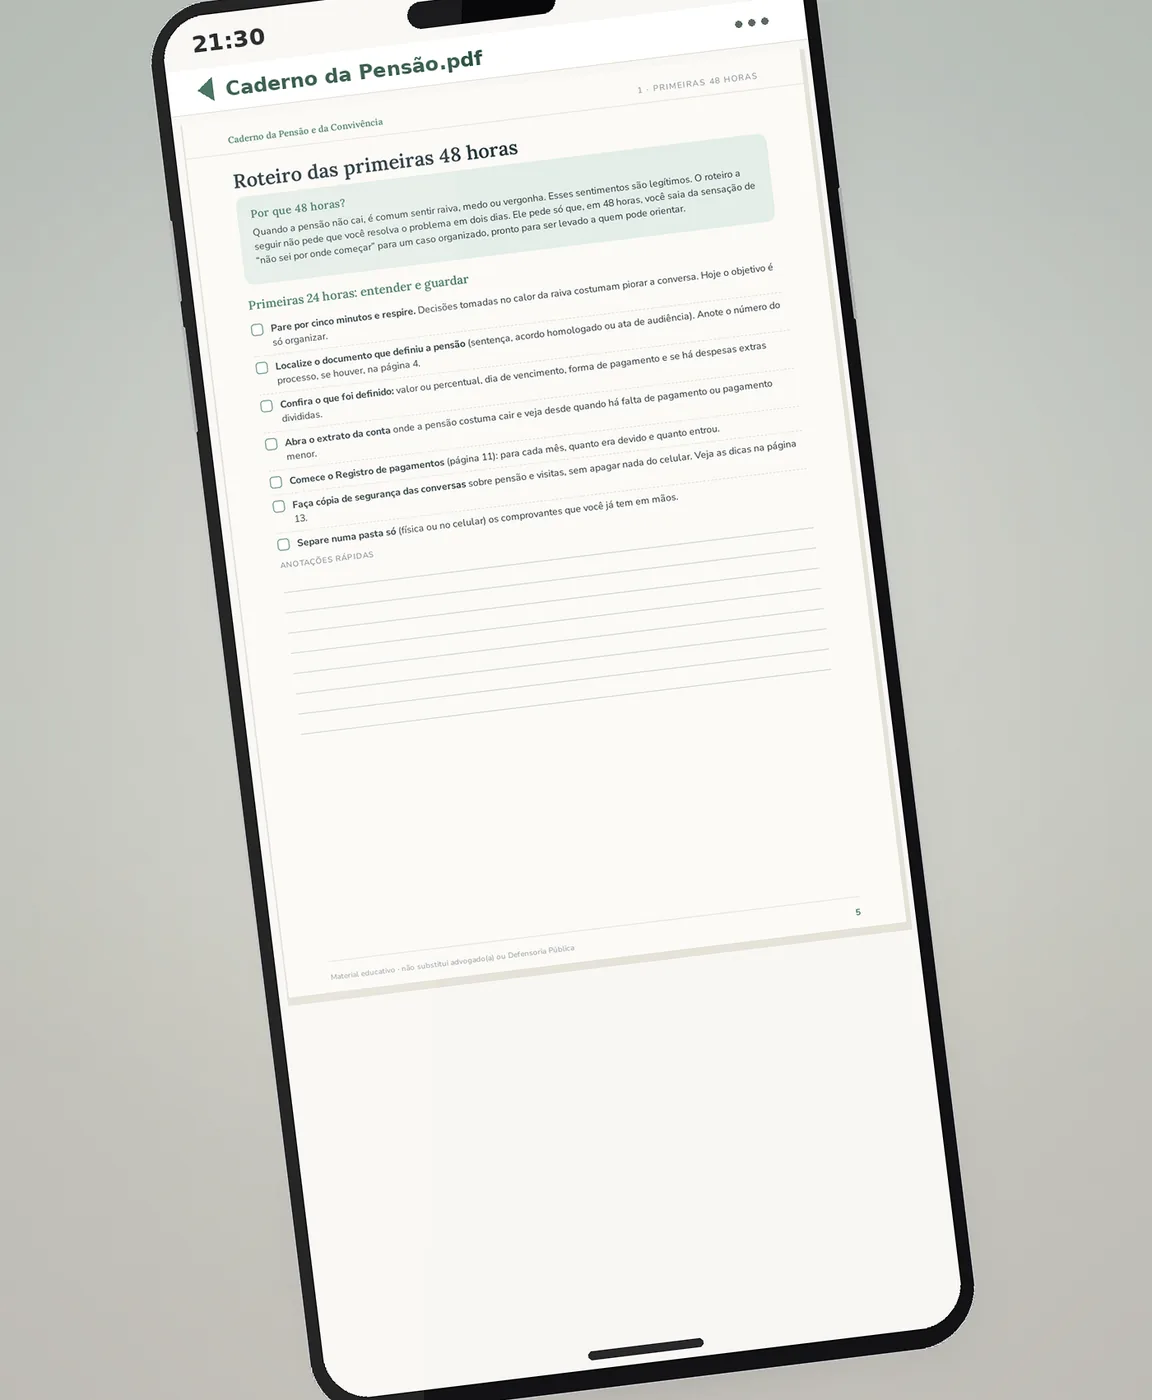 21:30
Caderno da Pensão.pdf
Caderno da Pensão e da Convivência
1 · PRIMEIRAS 48 HORAS
Roteiro das primeiras 48 horas
Por que 48 horas?
Quando a pensão não cai, é comum sentir raiva, medo ou vergonha. Esses sentimentos são legítimos. O roteiro a
seguir não pede que você resolva o problema em dois dias. Ele pede só que, em 48 horas, você saia da sensação de
"não sei por onde começar" para um caso organizado, pronto para ser levado a quem pode orientar.
Primeiras 24 horas: entender e guardar
Pare por cinco minutos e respire. Decisões tomadas no calor da raiva costumam piorar a conversa. Hoje o objetivo é
só organizar.
Localize o documento que definiu a pensão (sentença, acordo homologado ou ata de audiência). Anote o número do
processo, se houver, na página 4.
Confira o que foi definido: valor ou percentual, dia de vencimento, forma de pagamento e se há despesas extras
divididas.
Abra o extrato da conta onde a pensão costuma cair e veja desde quando há falta de pagamento ou pagamento
menor.
Comece o Registro de pagamentos (página 11): para cada mês, quanto era devido e quanto entrou.
Faça cópia de segurança das conversas sobre pensão e visitas, sem apagar nada do celular. Veja as dicas na página
13.
Separe numa pasta só (física ou no celular) os comprovantes que você já tem em mãos.
ANOTAÇÕES RÁPIDAS
Material educativo · não substitui advogado(a) ou Defensoria Pública
5